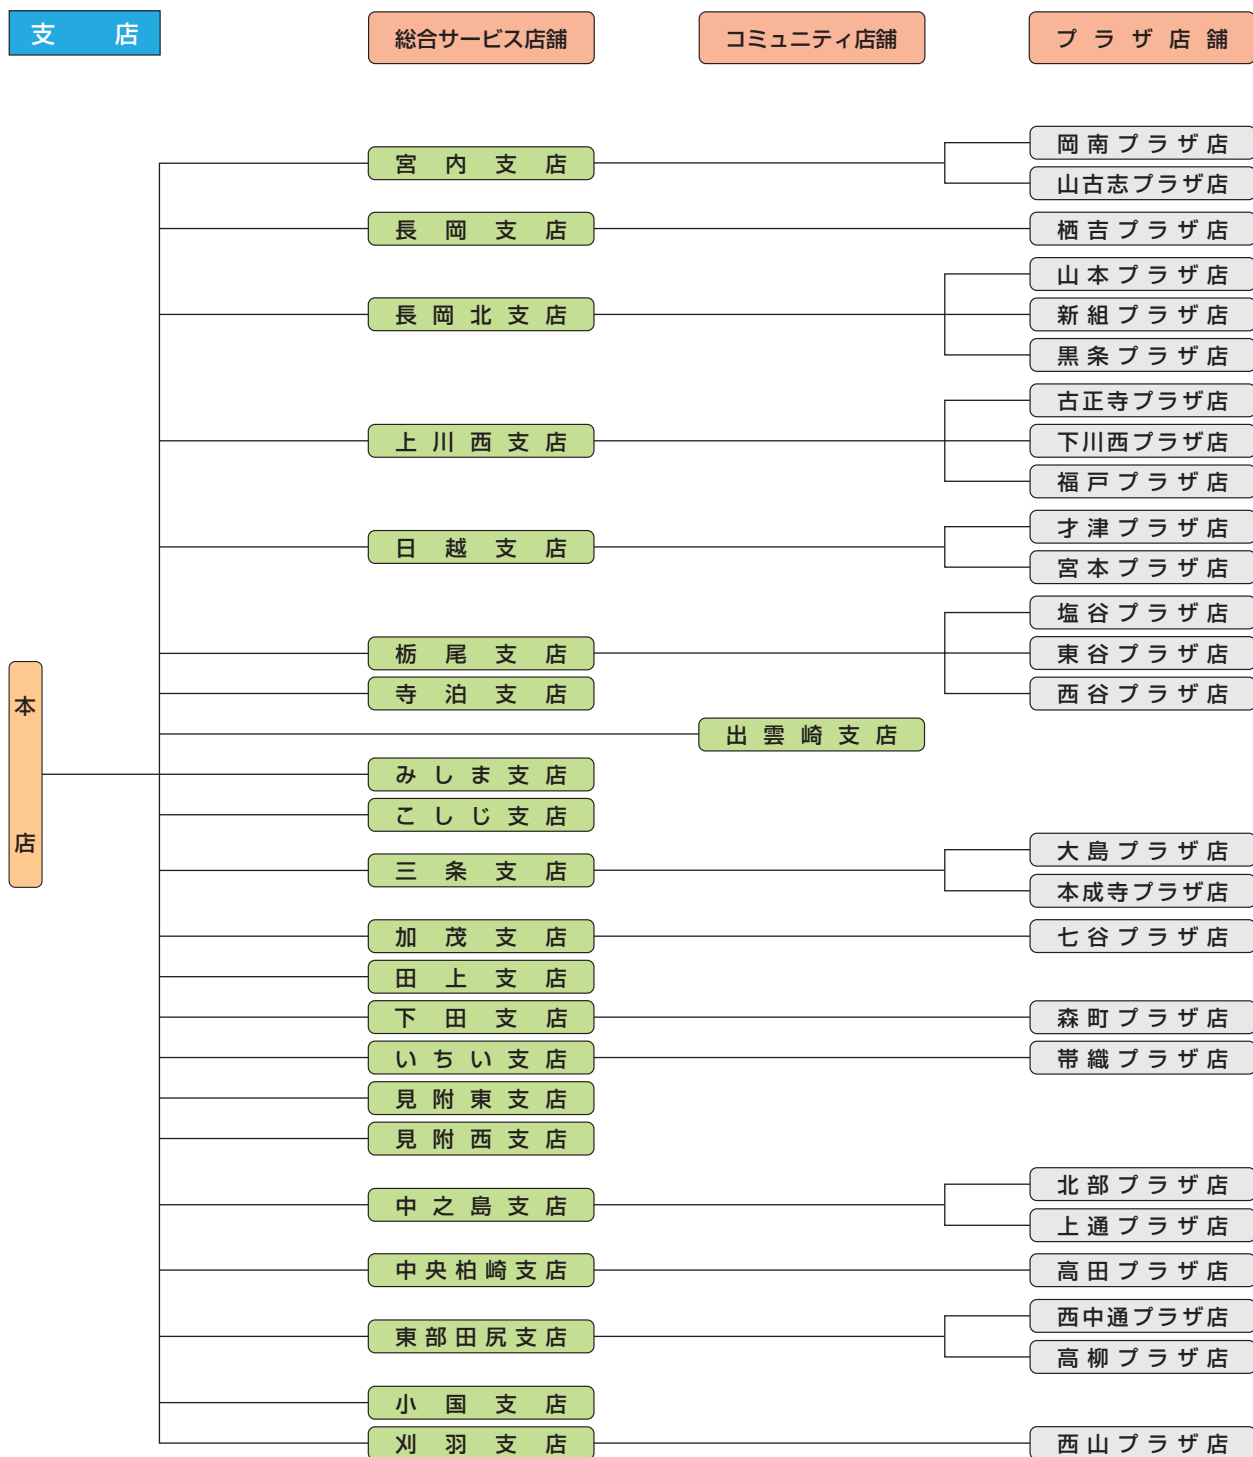 支店
総合サービス店舗
コミュニティ店舗
プラザ店舗
本店
宮内支店
岡南プラザ店
山古志プラザ店
長岡支店
栖吉プラザ店
長岡北支店
山本プラザ店
新組プラザ店
黒条プラザ店
上川西支店
古正寺プラザ店
下川西プラザ店
福戸プラザ店
日越支店
才津プラザ店
宮本プラザ店
栃尾支店
塩谷プラザ店
東谷プラザ店
西谷プラザ店
寺泊支店
出雲崎支店
みしま支店
こしじ支店
三条支店
大島プラザ店
本成寺プラザ店
加茂支店
七谷プラザ店
田上支店
下田支店
森町プラザ店
いちい支店
帯織プラザ店
見附東支店
見附西支店
中之島支店
北部プラザ店
上通プラザ店
中央柏崎支店
高田プラザ店
東部田尻支店
西中通プラザ店
高柳プラザ店
小国支店
刈羽支店
西山プラザ店